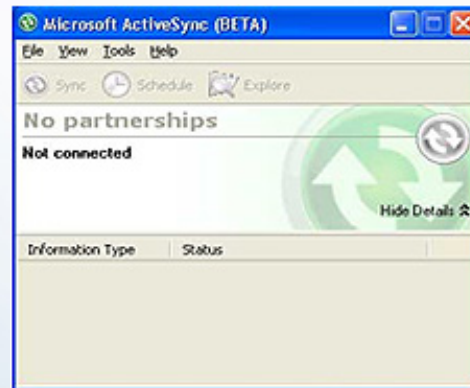 Microsoft ActiveSync (BETA)
File View Tools Help
Sync Schedule Explore
No partnerships
Not connected
Hide Details
Information Type Status